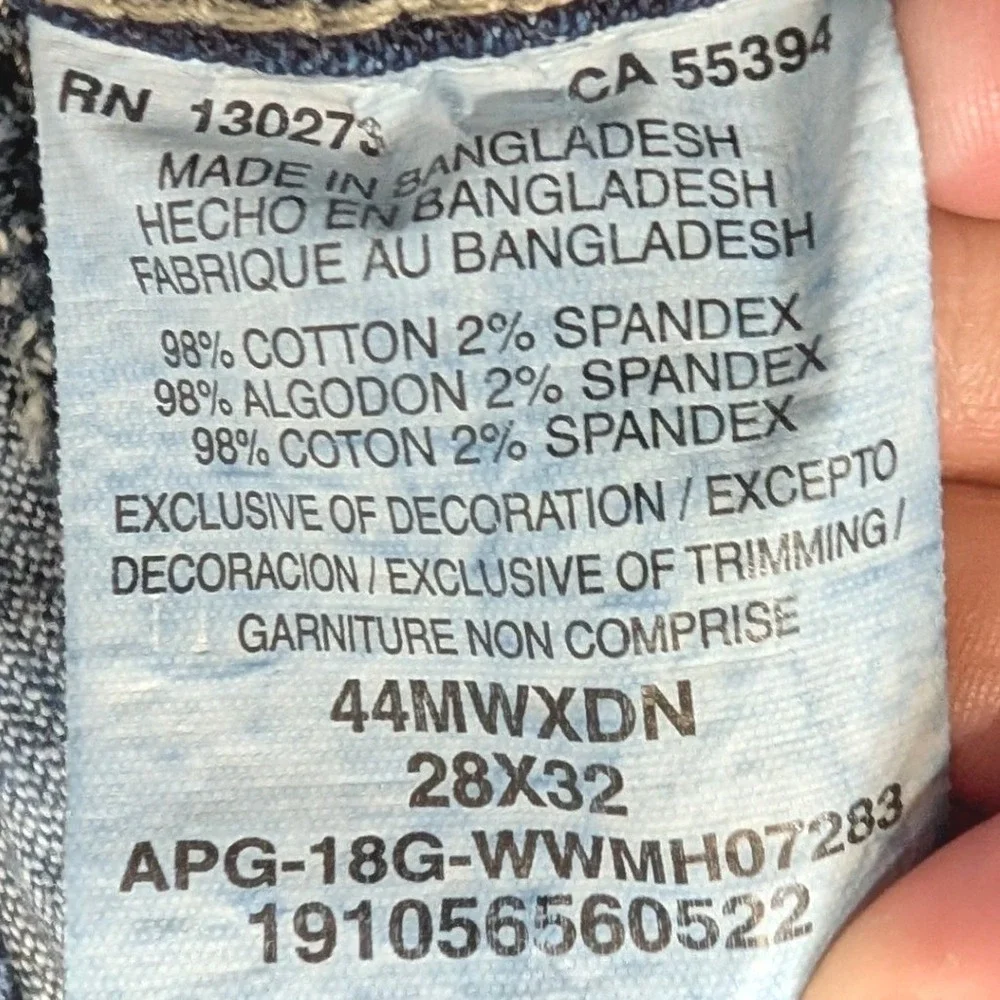 RN 130273 CA 55394
MADE IN BANGLADESH
HECHO EN BANGLADESH
FABRIQUE AU BANGLADESH
98% COTTON 2% SPANDEX
98% ALGODON 2% SPANDEX
98% COTON 2% SPANDEX
EXCLUSIVE OF DECORATION / EXCEPTO
DECORACION / EXCLUSIVE OF TRIMMING /
GARNITURE NON COMPRISE
44MWXDN
28X32
APG-18G-WWMH07283
191056560522